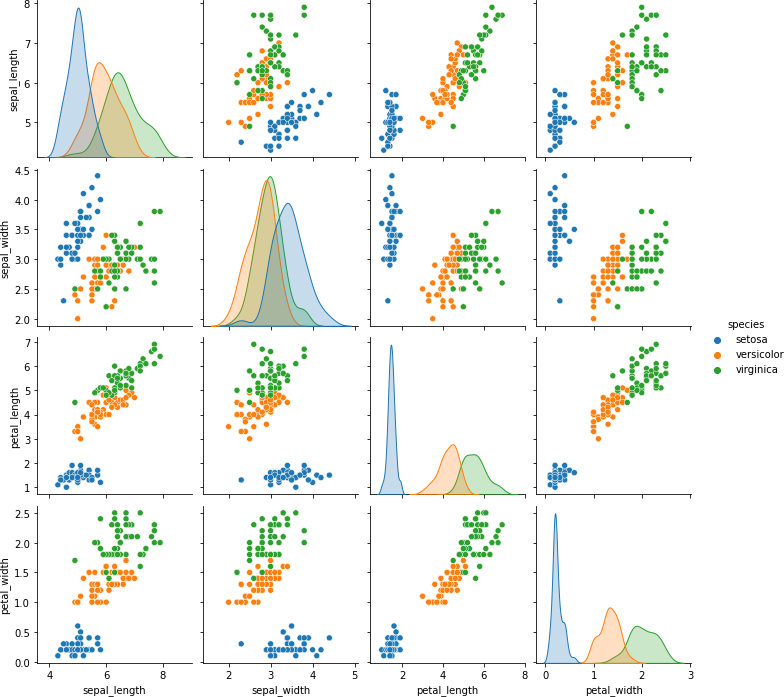 8
7
6
5
sepal_length
4.5
4.0
3.5
3.0
2.5
2.0
sepal_width
species
setosa
versicolor
virginica
7
6
5
4
3
2
1
petal_length
2.5
2.0
1.5
1.0
0.5
0.0
petal_width
4 6 8
2 3 4 5
2 4 6 8
0 1 2 3
sepal_length sepal_width petal_length petal_width